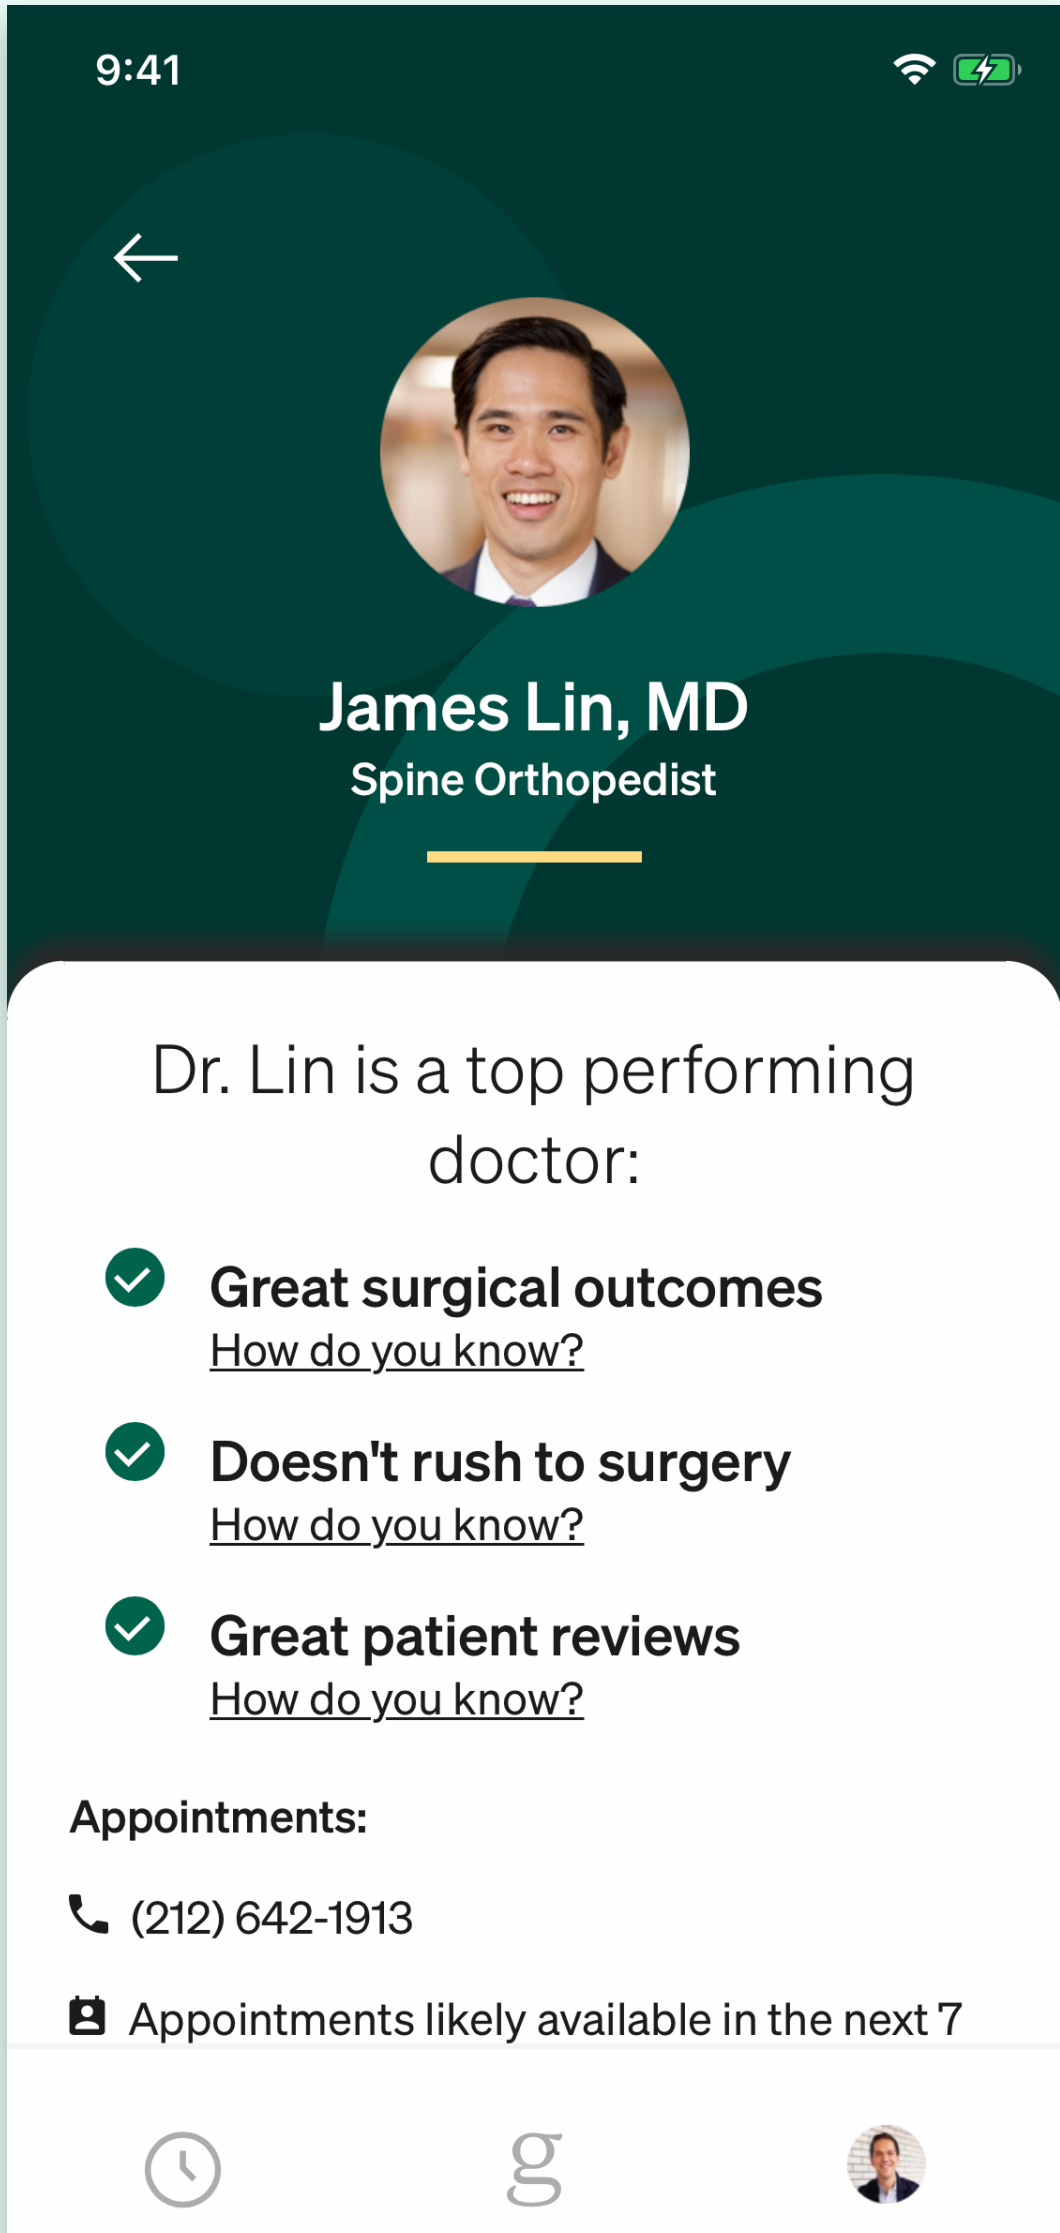 9:41
James Lin, MD
Spine Orthopedist
Dr. Lin is a top performing
doctor:
Great surgical outcomes
How do you know?
Doesn't rush to surgery
How do you know?
Great patient reviews
How do you know?
Appointments:
(212) 642-1913
Appointments likely available in the next 7
g